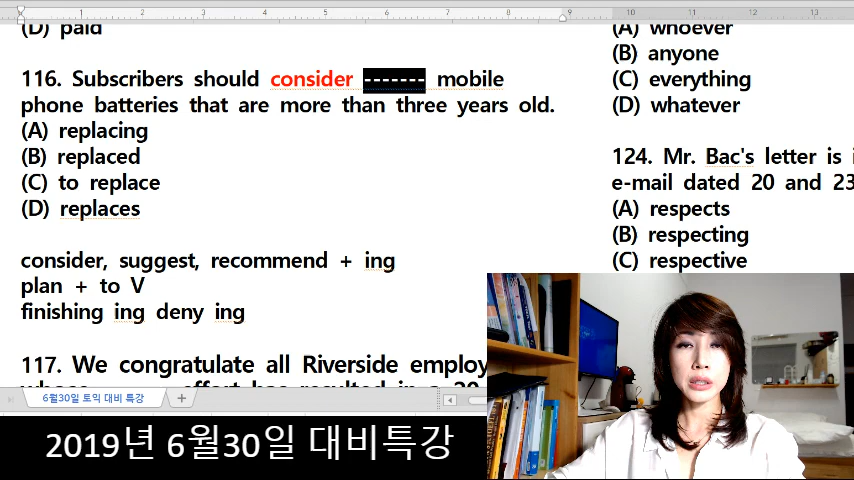 (D) paid
116. Subscribers should consider ------- mobile
phone batteries that are more than three years old.
(A) replacing
(B) replaced
(C) to replace
(D) replaces
consider, suggest, recommend + ing
plan + to V
finishing ing deny ing
117. We congratulate all Riverside employ
(A) whoever
(B) anyone
(C) everything
(D) whatever
124. Mr. Bac's letter is i
e-mail dated 20 and 23
(A) respects
(B) respecting
(C) respective
6월30일 토익 대비 특강
2019년 6월30일 대비특강